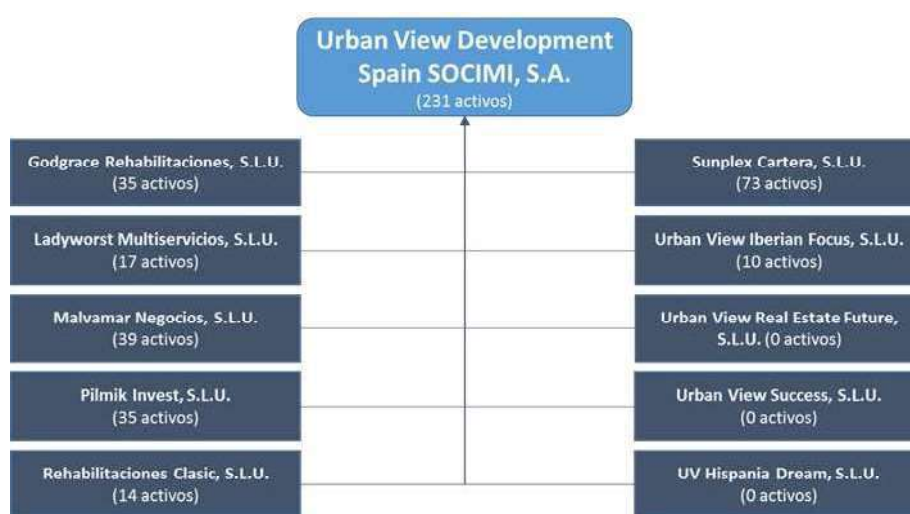 Urban View Development
Spain SOCIMI, S.A.
(231 activos)
Godgrace Rehabilitaciones, S.L.U.
(35 activos)
Ladyworst Multiservicios, S.L.U.
(17 activos)
Malvamar Negocios, S.L.U.
(39 activos)
Pilmik Invest, S.L.U.
(35 activos)
Rehabilitaciones Clasic, S.L.U.
(14 activos)
Sunplex Cartera, S.L.U.
(73 activos)
Urban View Iberian Focus, S.L.U.
(10 activos)
Urban View Real Estate Future,
S.L.U. (0 activos)
Urban View Success, S.L.U.
(0 activos)
UV Hispania Dream, S.L.U.
(0 activos)